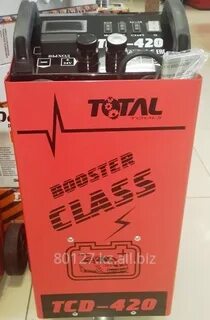 TCD-420
TOTAL
TOOLS
BOOSTER
CLASS
80127.kz.all.biz
TCD-420